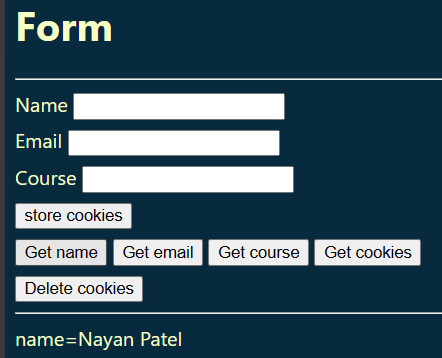 Form
Name
Email
Course
store cookies
Get name Get email Get course Get cookies
Delete cookies
name=Nayan Patel